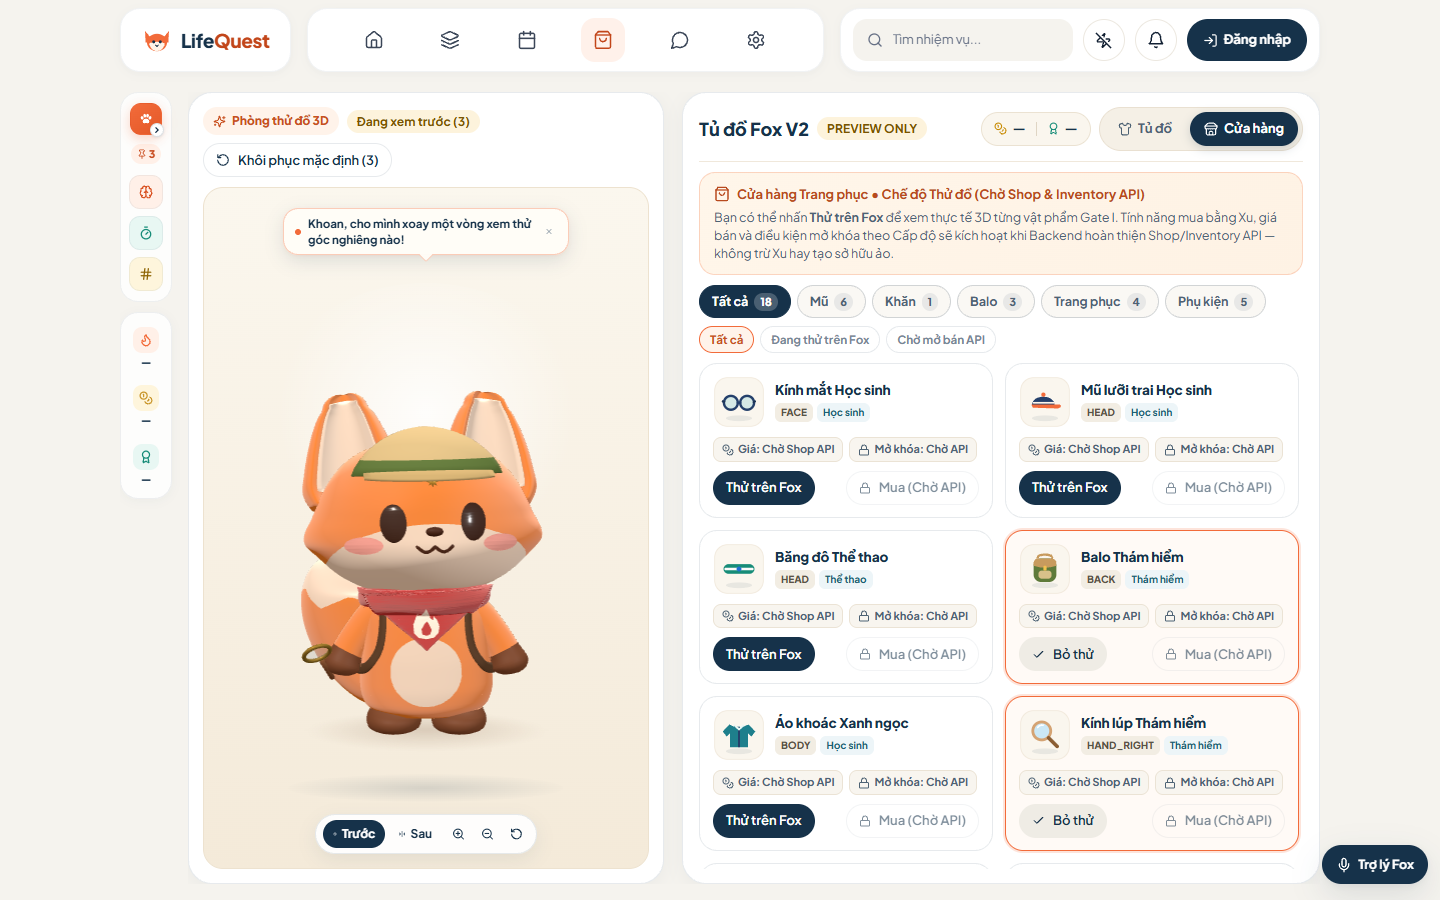 LifeQuest
Tìm nhiệm vụ...
Đăng nhập
3
Phòng thử đồ 3D
Đang xem trước (3)
Khôi phục mặc định (3)
Khoan, cho mình xoay một vòng xem thử
góc nghiêng nào!
Trước
Sau
Tủ đồ Fox V2
PREVIEW ONLY
—
—
Tủ đồ
Cửa hàng
Cửa hàng Trang phục • Chế độ Thử đồ (Chờ Shop & Inventory API)
Bạn có thể nhấn Thử trên Fox để xem thực tế 3D từng vật phẩm Gate I. Tính năng mua bằng Xu, giá
bán và điều kiện mở khóa theo Cấp độ sẽ kích hoạt khi Backend hoàn thiện Shop/Inventory API —
không trừ Xu hay tạo sở hữu ảo.
Tất cả 18
Mũ 6
Khăn 1
Balo 3
Trang phục 4
Phụ kiện 5
Tất cả
Đang thử trên Fox
Chờ mở bán API
Kính mắt Học sinh
FACE
Học sinh
Giá: Chờ Shop API
Mở khóa: Chờ API
Thử trên Fox
Mua (Chờ API)
Mũ lưỡi trai Học sinh
HEAD
Học sinh
Giá: Chờ Shop API
Mở khóa: Chờ API
Thử trên Fox
Mua (Chờ API)
Băng đô Thể thao
HEAD
Thể thao
Giá: Chờ Shop API
Mở khóa: Chờ API
Thử trên Fox
Mua (Chờ API)
Balo Thám hiểm
BACK
Thám hiểm
Giá: Chờ Shop API
Mở khóa: Chờ API
Bỏ thử
Mua (Chờ API)
Áo khoác Xanh ngọc
BODY
Học sinh
Giá: Chờ Shop API
Mở khóa: Chờ API
Thử trên Fox
Mua (Chờ API)
Kính lúp Thám hiểm
HAND_RIGHT
Thám hiểm
Giá: Chờ Shop API
Mở khóa: Chờ API
Bỏ thử
Mua (Chờ API)
Trợ lý Fox